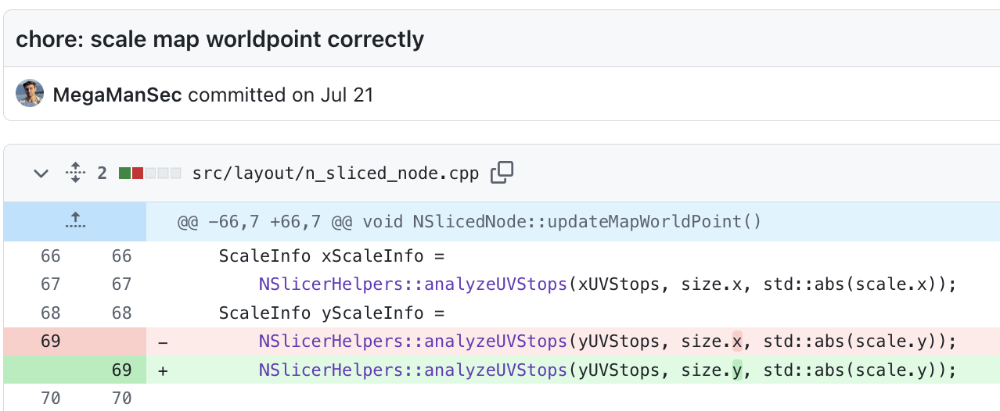 chore: scale map worldpoint correctly
MegaManSec committed on Jul 21
2 src/layout/n_sliced_node.cpp
@@ -66,7 +66,7 @@ void NSlicedNode::updateMapWorldPoint()
66 66 ScaleInfo xScaleInfo =
67 67 NSlicerHelpers::analyzeUVStops(xUVStops, size.x, std::abs(scale.x));
68 68 ScaleInfo yScaleInfo =
69 - NSlicerHelpers::analyzeUVStops(yUVStops, size.x, std::abs(scale.y));
69 + NSlicerHelpers::analyzeUVStops(yUVStops, size.y, std::abs(scale.y));
70 70